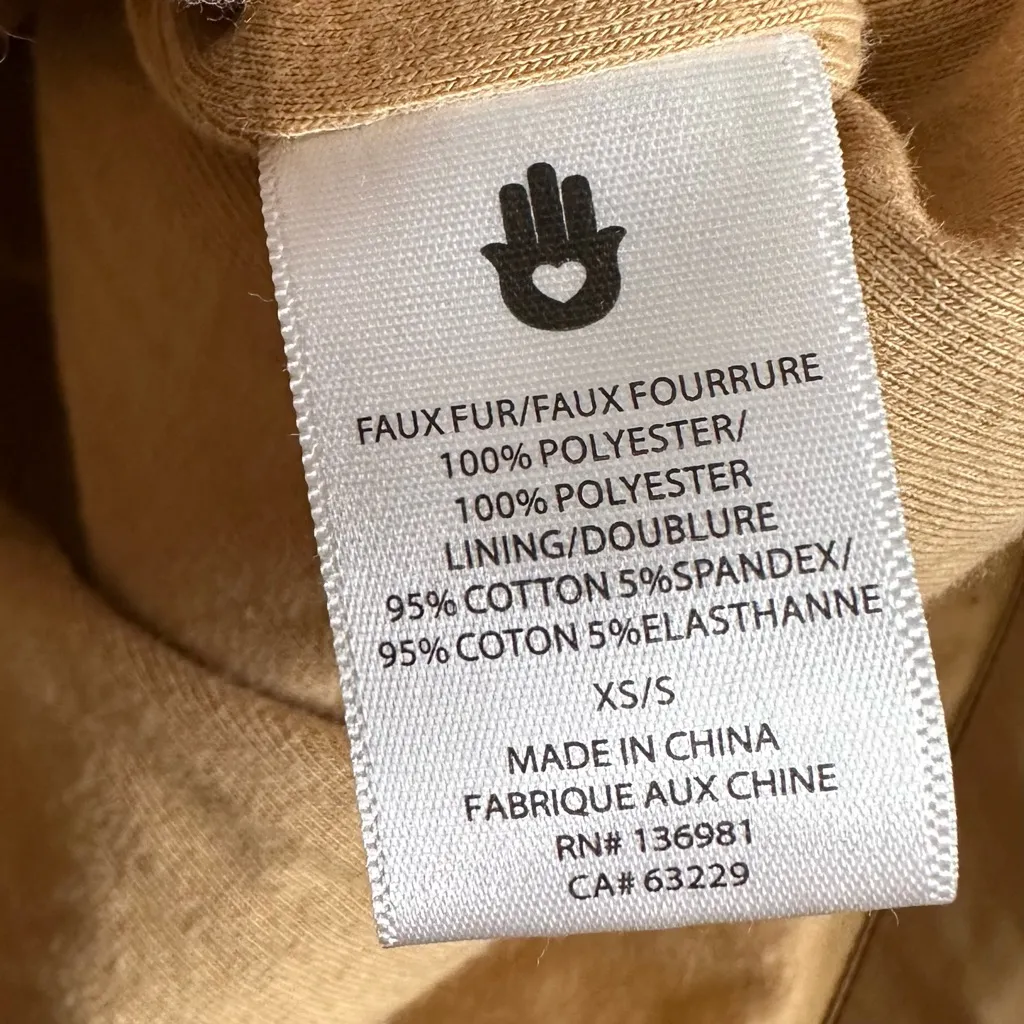 FAUX FUR/FAUX FOURRURE
100% POLYESTER/
100% POLYESTER
LINING/DOUBLURE
95% COTTON 5%SPANDEX/
95% COTON 5%ELASTHANNE
XS/S
MADE IN CHINA
FABRIQUE AUX CHINE
RN# 136981
CA# 63229